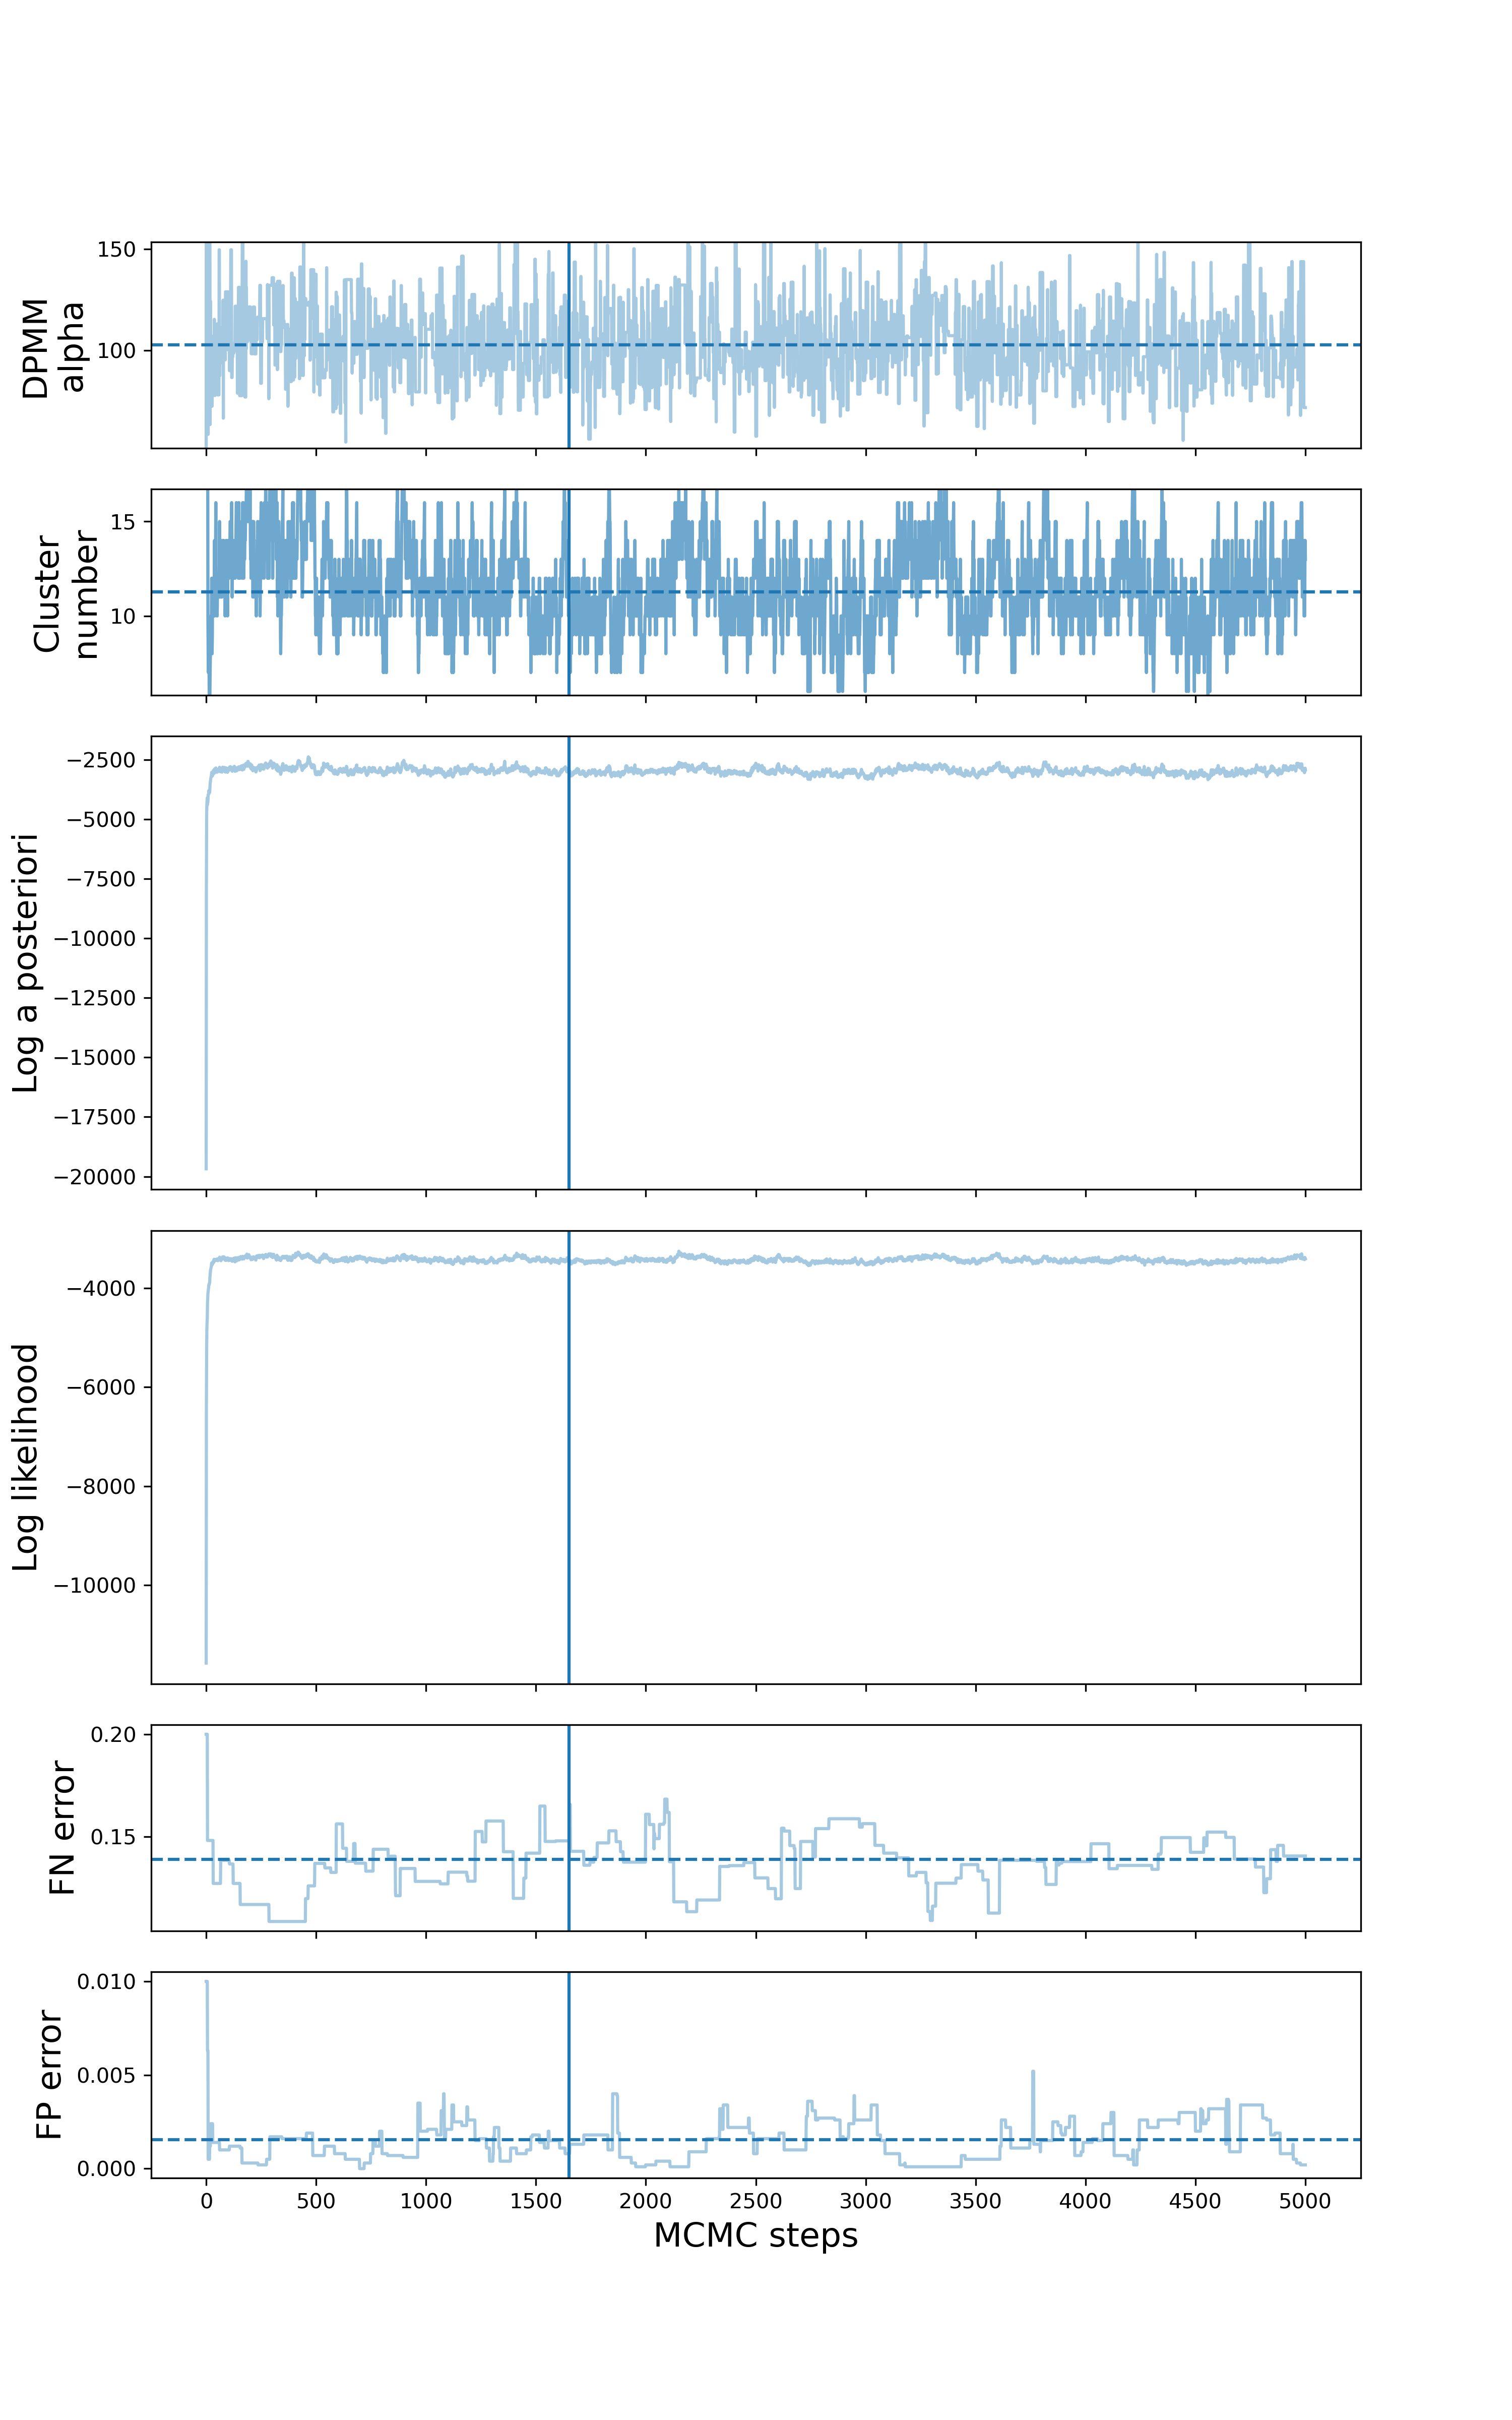 DPMM
alpha
150
100
Cluster
number
15
10
Log a posteriori
−2500
−5000
−7500
−10000
−12500
−15000
−17500
−20000
Log likelihood
−4000
−6000
−8000
−10000
FN error
0.20
0.15
FP error
0.010
0.005
0.000
0 500 1000 1500 2000 2500 3000 3500 4000 4500 5000
MCMC steps